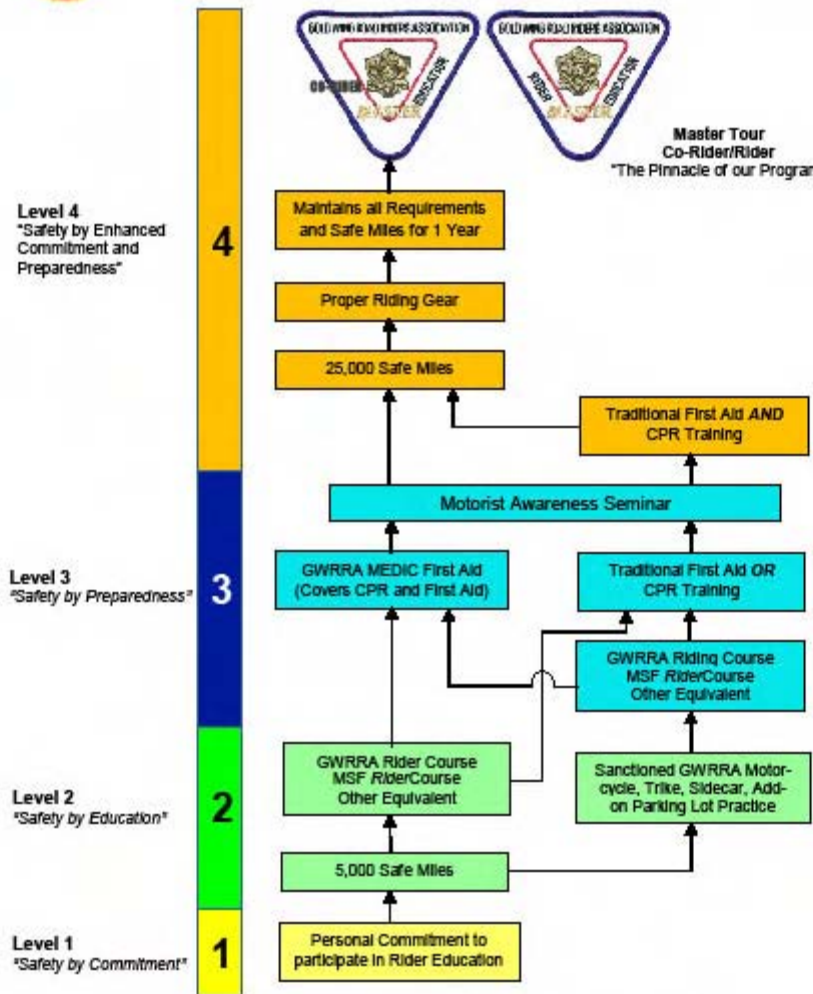 GOLD WING ROAD RIDERS ASSOCIATION
CO-RIDER
EDUCATION
MASTER
GOLD WING ROAD RIDERS ASSOCIATION
RIDER
EDUCATION
MASTER
Master Tour
Co-Rider/Rider
"The Pinnacle of our Program
Level 4
"Safety by Enhanced
Commitment and
Preparedness"
4
Maintains all Requirements
and Safe Miles for 1 Year
Proper Riding Gear
25,000 Safe Miles
Traditional First Aid AND
CPR Training
Motorist Awareness Seminar
Level 3
"Safety by Preparedness"
3
GWRRA MEDIC First Aid
(Covers CPR and First Aid)
Traditional First Aid OR
CPR Training
GWRRA Riding Course
MSF RiderCourse
Other Equivalent
Level 2
"Safety by Education"
2
GWRRA Rider Course
MSF RiderCourse
Other Equivalent
Sanctioned GWRRA Motor-
cycle, Trike, Sidecar, Add-
on Parking Lot Practice
5,000 Safe Miles
Level 1
"Safety by Commitment"
1
Personal Commitment to
participate in Rider Education